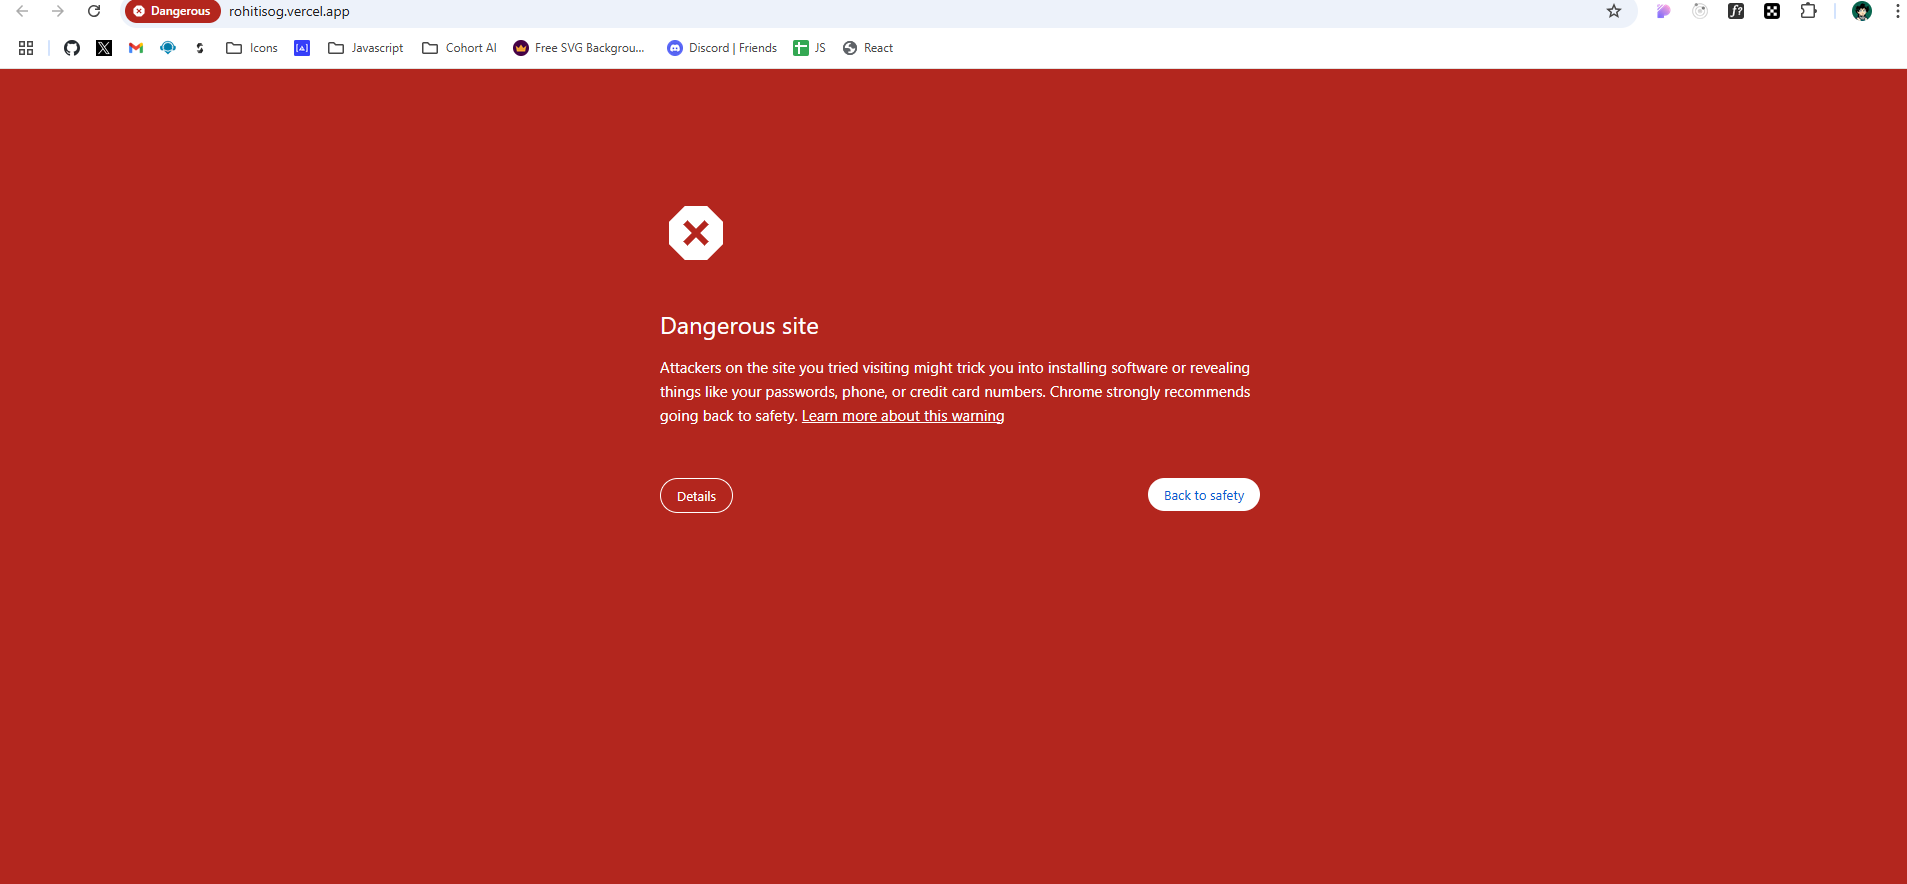 Dangerous rohitisog.vercel.app
Icons Javascript Cohort AI Free SVG Backgrou... Discord | Friends JS React
Dangerous site
Attackers on the site you tried visiting might trick you into installing software or revealing
things like your passwords, phone, or credit card numbers. Chrome strongly recommends
going back to safety. Learn more about this warning
Details Back to safety